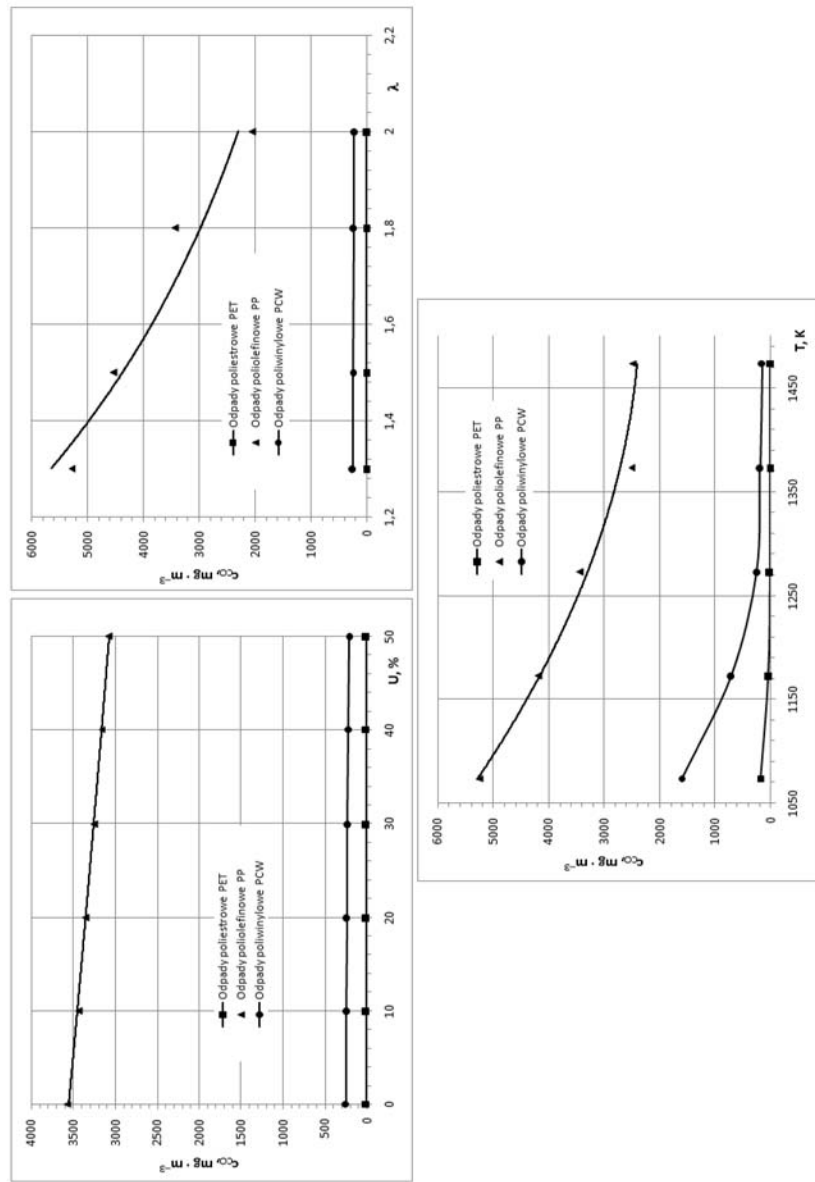 4000
3500
3000
2500
2000
1500
1000
500
0
c_CO, mg · m⁻³
Odpady poliestrowe PET
Odpady poliolefinowe PP
Odpady poliwinylowe PCW
0 10 20 30 40 50
U, %
6000
5000
4000
3000
2000
1000
0
c_CO, mg · m⁻³
Odpady poliestrowe PET
Odpady poliolefinowe PP
Odpady poliwinylowe PCW
1,2 1,4 1,6 1,8 2 2,2
λ
6000
5000
4000
3000
2000
1000
0
c_CO, mg · m⁻³
Odpady poliestrowe PET
Odpady poliolefinowe PP
Odpady poliwinylowe PCW
1050 1150 1250 1350 1450
T, K